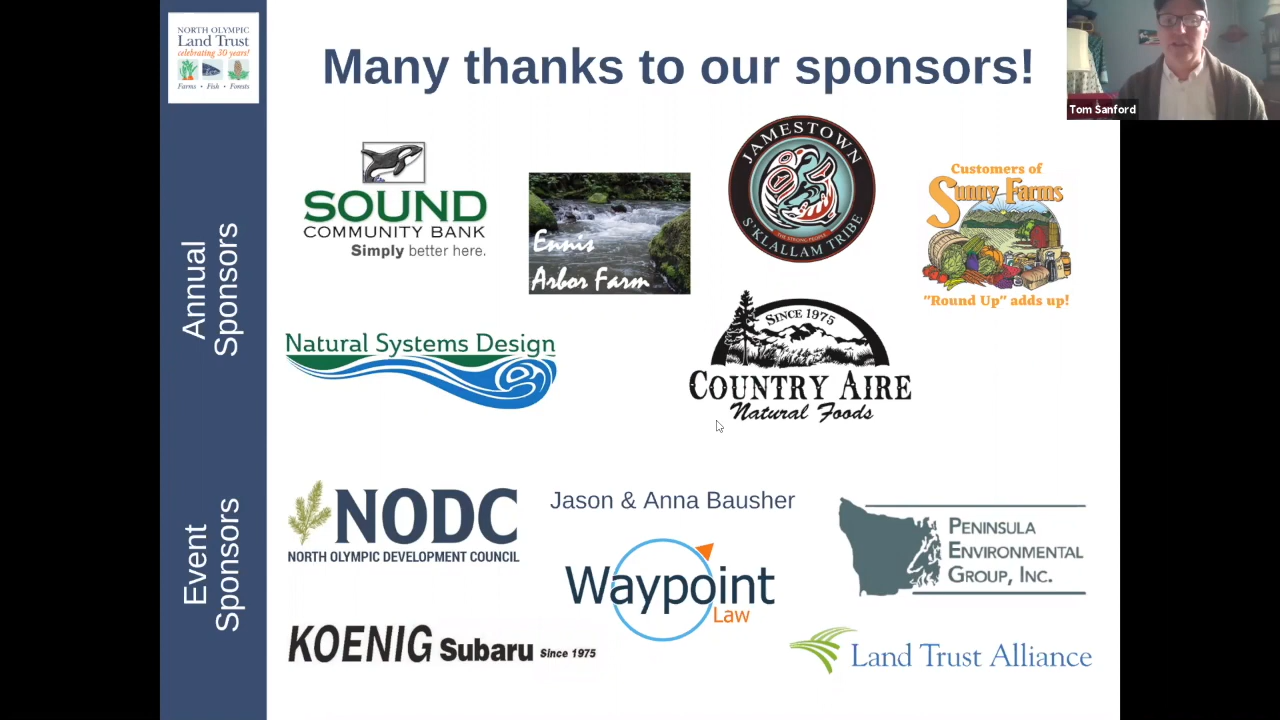 NORTH OLYMPIC
Land Trust
celebrating 30 years!
Farms • Fish • Forests
Many thanks to our sponsors!
Tom Sanford
Annual
Sponsors
SOUND
COMMUNITY BANK
Simply better here.
Ennis
Arbor Farm
JAMESTOWN
S'KLALLAM TRIBE
THE STRONG PEOPLE
Customers of
Sunny Farms
"Round Up" adds up!
Natural Systems Design
SINCE 1975
COUNTRY AIRE
Natural Foods
Event
Sponsors
NODC
NORTH OLYMPIC DEVELOPMENT COUNCIL
Jason & Anna Bausher
Waypoint
Law
PENINSULA
ENVIRONMENTAL
GROUP, INC.
KOENIG Subaru Since 1975
Land Trust Alliance